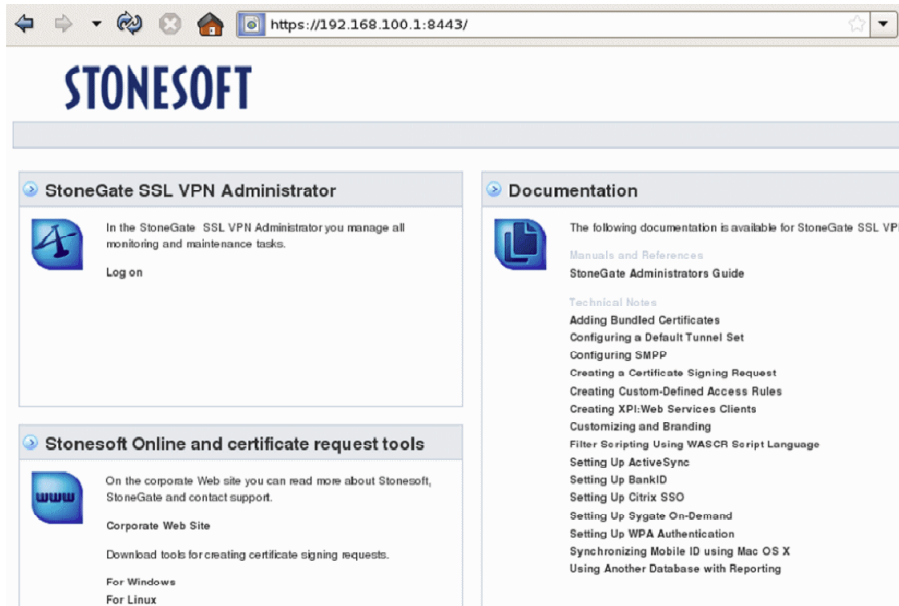 https://192.168.100.1:8443/
STONESOFT
StoneGate SSL VPN Administrator
In the StoneGate SSL VPN Administrator you manage all
monitoring and maintenance tasks.
Log on
Stonesoft Online and certificate request tools
www
On the corporate Web site you can read more about Stonesoft,
StoneGate and contact support.
Corporate Web Site
Download tools for creating certificate signing requests.
For Windows
For Linux
Documentation
The following documentation is available for StoneGate SSL VP
Manuals and References
StoneGate Administrators Guide
Technical Notes
Adding Bundled Certificates
Configuring a Default Tunnel Set
Configuring SMPP
Creating a Certificate Signing Request
Creating Custom-Defined Access Rules
Creating XPI:Web Services Clients
Customizing and Branding
Filter Scripting Using WASCR Script Language
Setting Up ActiveSync
Setting Up BankID
Setting Up Citrix SSO
Setting Up Sygate On-Demand
Setting Up WPA Authentication
Synchronizing Mobile ID using Mac OS X
Using Another Database with Reporting